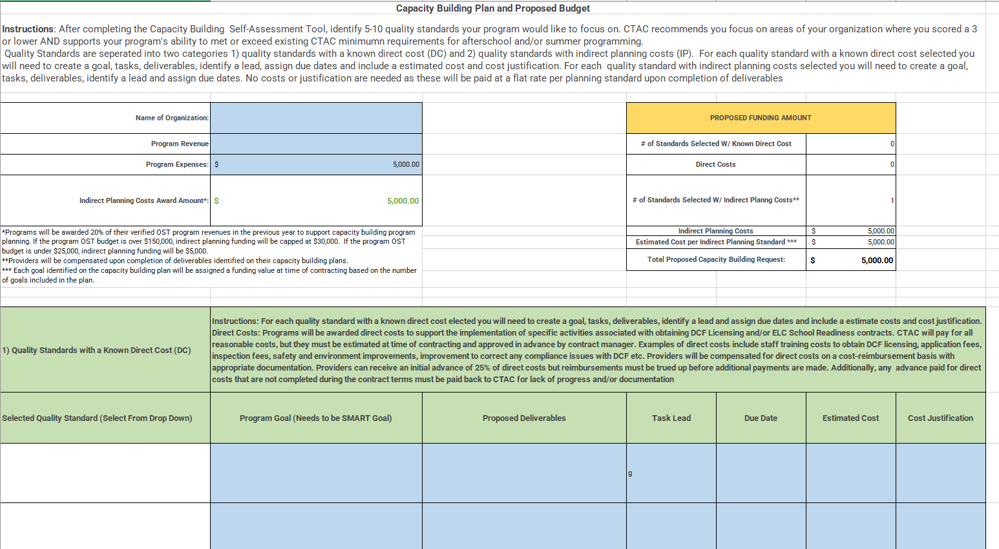 Capacity Building Plan and Proposed Budget
Instructions: After completing the Capacity Building  Self-Assessment Tool, identify 5-10 quality standards your program would like to focus on. CTAC recommends you focus on areas of your organization where you scored a 3
or lower AND supports your program's ability to met or exceed existing CTAC minimumn requirements for afterschool and/or summer programming.
Quality Standards are seperated into two categories 1) quality standards with a known direct cost (DC) and 2) quality standards with indirect planning costs (IP).  For each quality standard with a known direct cost selected you
will need to create a goal, tasks, deliverables, identify a lead, assign due dates and include a estimated cost and cost justification. For each  quality standard with indirect planning costs selected you will need to create a goal,
tasks, deliverables, identify a lead and assign due dates. No costs or justification are needed as these will be paid at a flat rate per planning standard upon completion of deliverables
Name of Organization:
Program Revenue
Program Expenses: $ 5,000.00
Indirect Planning Costs Award Amount*: $ 5,000.00
*Programs will be awarded 20% of their verified OST program revenues in the previous year to support capacity building program
planning. If the program OST budget is over $150,000, indirect planning funding will be capped at $30,000.  If the program OST
budget is under $25,000, indirect planning funding will be $5,000.
**Providers will be compensated upon completion of deliverables identified on their capacity building plans.
*** Each goal identified on the capacity building plan will be assigned a funding value at time of contracting based on the number
of goals included in the plan.
PROPOSED FUNDING AMOUNT
# of Standards Selected W/ Known Direct Cost 0
Direct Costs 0
# of Standards Selected W/ Indirect Planng Costs** 1
Indirect Planning Costs $ 5,000.00
Estimated Cost per Indirect Planning Standard *** $ 5,000.00
Total Proposed Capacity Building Request: $ 5,000.00
1) Quality Standards with a Known Direct Cost (DC)
Instructions: For each quality standard with a known direct cost elected you will need to create a goal, tasks, deliverables, identify a lead and assign due dates and include a estimate costs and cost justification.
Direct Costs: Programs will be awarded direct costs to support the implementation of specific activities associated with obtaining DCF Licensing and/or ELC School Readiness contracts. CTAC will pay for all
reasonable costs, but they must be estimated at time of contracting and approved in advance by contract manager. Examples of direct costs include staff training costs to obtain DCF licensing, application fees,
inspection fees, safety and environment improvements, improvement to correct any compliance issues with DCF etc. Providers will be compensated for direct costs on a cost-reimbursement basis with
appropriate documentation. Providers can receive an initial advance of 25% of direct costs but reimbursements must be trued up before additional payments are made. Additionally, any  advance paid for direct
costs that are not completed during the contract terms must be paid back to CTAC for lack of progress and/or documentation
Selected Quality Standard (Select From Drop Down) Program Goal (Needs to be SMART Goal) Proposed Deliverables Task Lead Due Date Estimated Cost Cost Justification
g